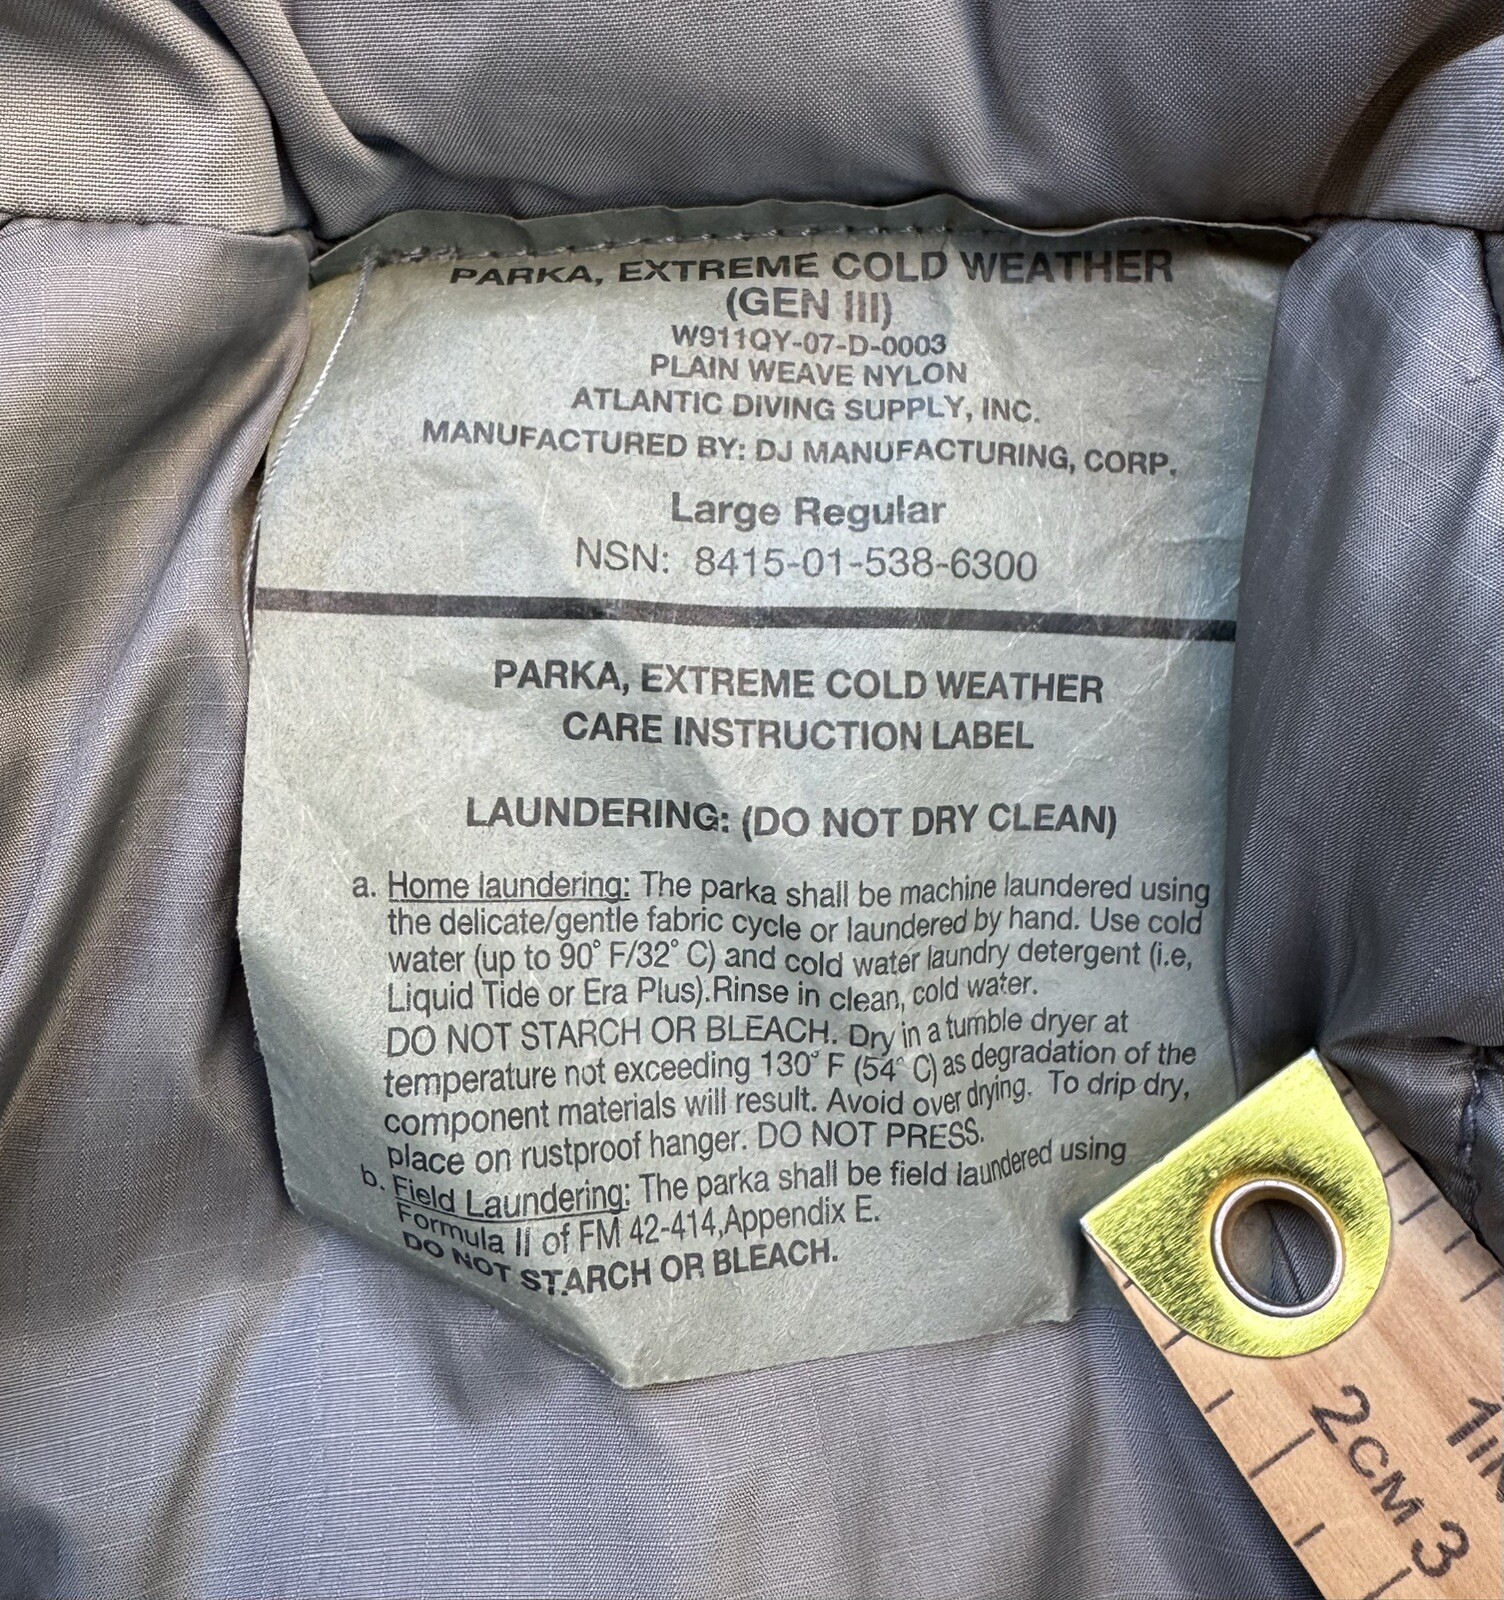 PARKA, EXTREME COLD WEATHER
(GEN III)
W911QY-07-D-0003
PLAIN WEAVE NYLON
ATLANTIC DIVING SUPPLY, INC.
MANUFACTURED BY: DJ MANUFACTURING, CORP.
Large Regular
NSN: 8415-01-538-6300
PARKA, EXTREME COLD WEATHER
CARE INSTRUCTION LABEL
LAUNDERING: (DO NOT DRY CLEAN)
a. Home laundering: The parka shall be machine laundered using
the delicate/gentle fabric cycle or laundered by hand. Use cold
water (up to 90° F/32° C) and cold water laundry detergent (i.e,
Liquid Tide or Era Plus).Rinse in clean, cold water.
DO NOT STARCH OR BLEACH. Dry in a tumble dryer at
temperature not exceeding 130° F (54° C) as degradation of the
component materials will result. Avoid over drying. To drip dry,
place on rustproof hanger. DO NOT PRESS.
b. Field Laundering: The parka shall be field laundered using
Formula II of FM 42-414,Appendix E.
DO NOT STARCH OR BLEACH.
1IN
2CM 3